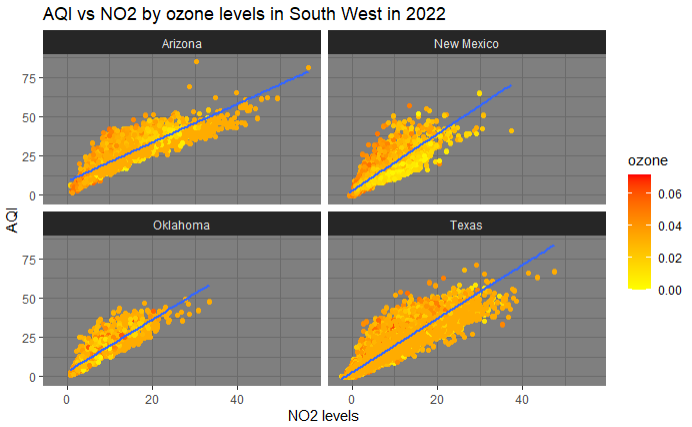 AQI vs NO2 by ozone levels in South West in 2022
Arizona
New Mexico
75
50
25
0
ozone
0.06
0.04
0.02
0.00
AQI
Oklahoma
Texas
75
50
25
0
0
20
40
0
20
40
NO2 levels